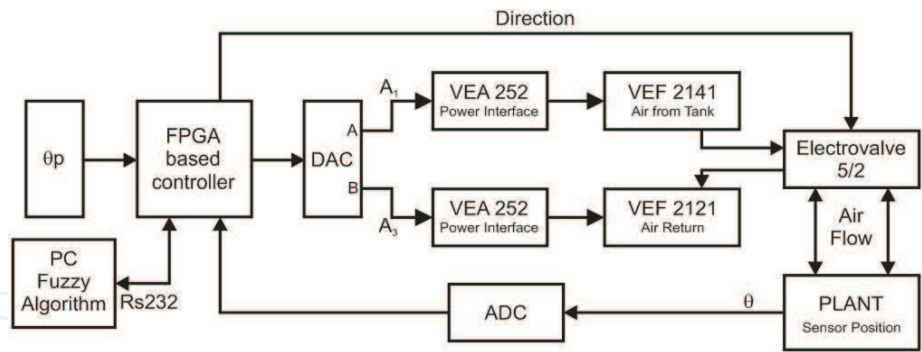 Direction
θp
FPGA
based
controller
DAC
A
B
A₁
A₃
VEA 252
Power Interface
VEF 2141
Air from Tank
VEA 252
Power Interface
VEF 2121
Air Return
Electrovalve
5/2
Air
Flow
PC
Fuzzy
Algorithm
Rs232
ADC
θ
PLANT
Sensor Position